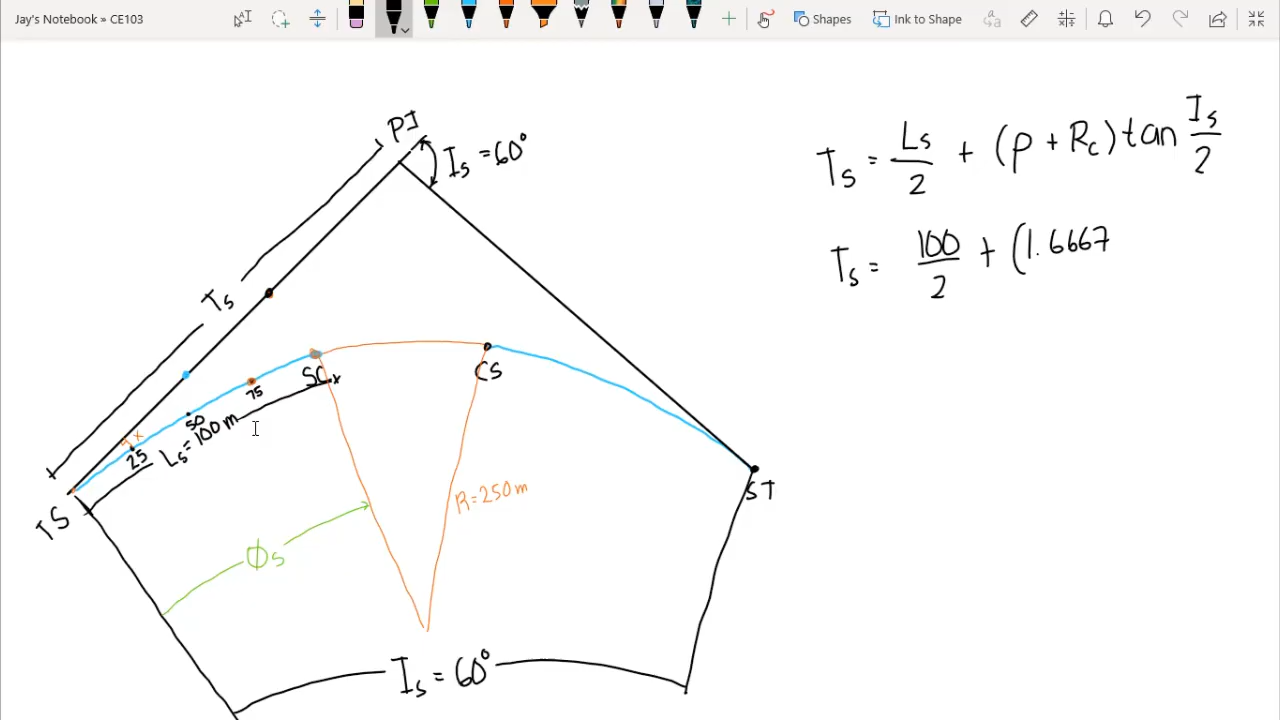 Jay's Notebook » CE103
Shapes
Ink to Shape
PI
Is = 60°
Ts = Ls/2 + (p + Rc) tan Is/2
Ts = 100/2 + (1.6667
Ts
SC
CS
75
50
x
25
Ls = 100 m
R = 250 m
ST
TS
Øs
Is = 60°